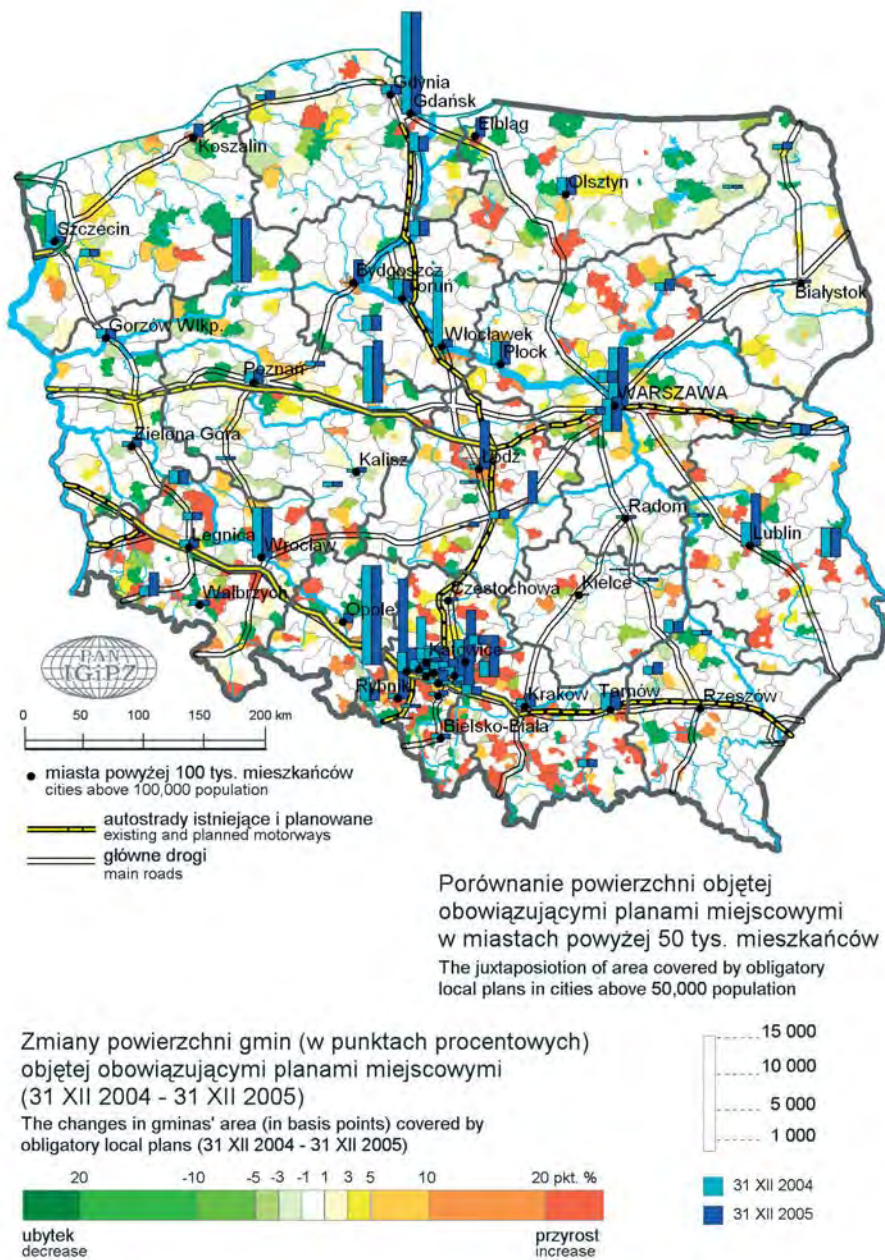 Gdynia
Gdańsk
Elbląg
Koszalin
Olsztyn
Szczecin
Bydgoszcz
Toruń
Białystok
Gorzów Wlkp.
Włocławek
Płock
Poznań
WARSZAWA
Zielona Góra
Kalisz
Łódź
Radom
Legnica
Wrocław
Lublin
Wałbrzych
Częstochowa
Kielce
Opole
PAN
IGiPZ
Katowice
Rybnik
Kraków
Tarnów
Rzeszów
Bielsko-Biała
0 50 100 150 200 km
miasta powyżej 100 tys. mieszkańców
cities above 100,000 population
autostrady istniejące i planowane
existing and planned motorways
główne drogi
main roads
Porównanie powierzchni objętej
obowiązującymi planami miejscowymi
w miastach powyżej 50 tys. mieszkańców
The juxtaposiotion of area covered by obligatory
local plans in cities above 50,000 population
Zmiany powierzchni gmin (w punktach procentowych)
objętej obowiązującymi planami miejscowymi
(31 XII 2004 - 31 XII 2005)
The changes in gminas' area (in basis points) covered by
obligatory local plans (31 XII 2004 - 31 XII 2005)
20 -10 -5 -3 -1 1 3 5 10 20 pkt. %
ubytek
decrease
przyrost
increase
15 000
10 000
5 000
1 000
31 XII 2004
31 XII 2005